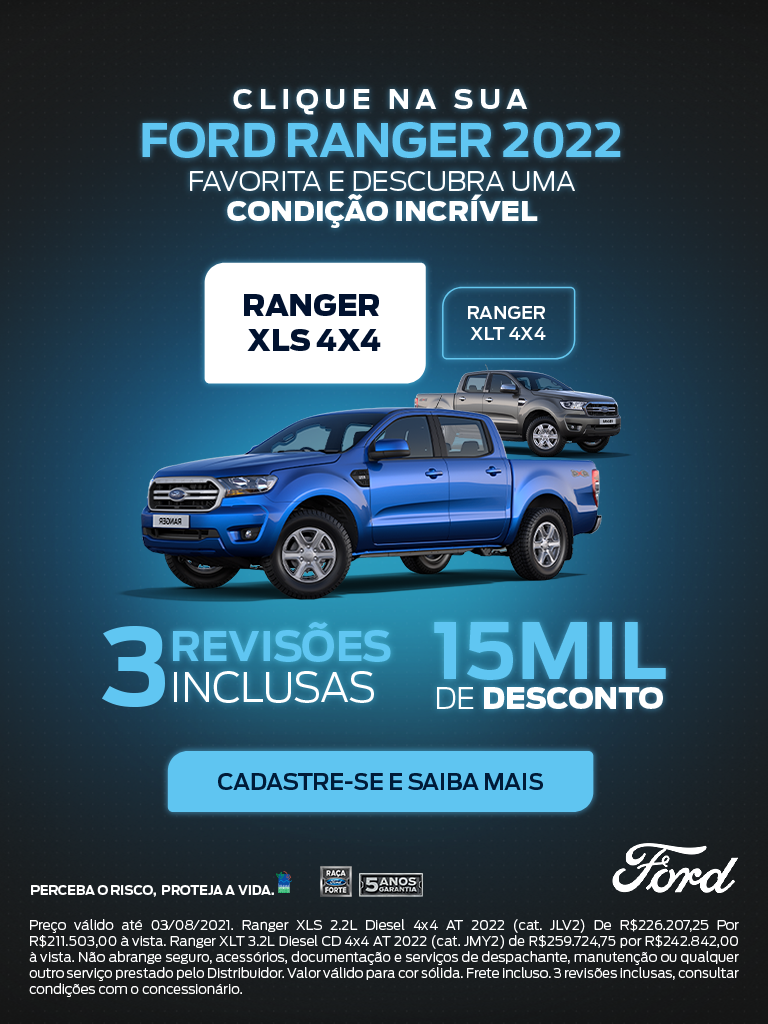 CLIQUE NA SUA
FORD RANGER 2022
FAVORITA E DESCUBRA UMA
CONDIÇÃO INCRÍVEL
RANGER
XLS 4X4
RANGER
XLT 4X4
RANGER
3 REVISÕES
INCLUSAS
15MIL
DE DESCONTO
CADASTRE-SE E SAIBA MAIS
PERCEBA O RISCO, PROTEJA A VIDA.
RAÇA
FORTE
5 ANOS
GARANTIA
Ford
Preço válido até 03/08/2021. Ranger XLS 2.2L Diesel 4x4 AT 2022 (cat. JLV2) De R$226.207,25 Por
R$211.503,00 à vista. Ranger XLT 3.2L Diesel CD 4x4 AT 2022 (cat. JMY2) de R$259.724,75 por R$242.842,00
à vista. Não abrange seguro, acessórios, documentação e serviços de despachante, manutenção ou qualquer
outro serviço prestado pelo Distribuidor. Valor válido para cor sólida. Frete incluso. 3 revisões inclusas, consultar
condições com o concessionário.